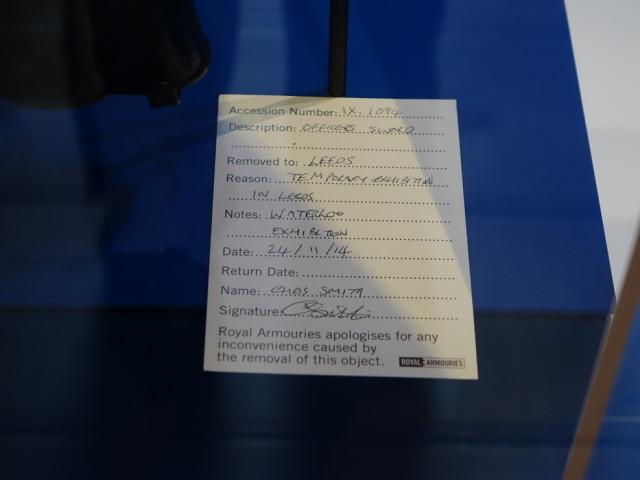 Accession Number: IX.1094
Description: OFFICERS SWORD
Removed to: LEEDS
Reason: TEMPORARY EXHIBITION
IN LEEDS
Notes: WATERLOO
EXHIBITION
Date: 24/11/14
Return Date:
Name: CHRIS SMITH
Signature:
Royal Armouries apologises for any
inconvenience caused by
the removal of this object.
ROYAL ARMOURIES